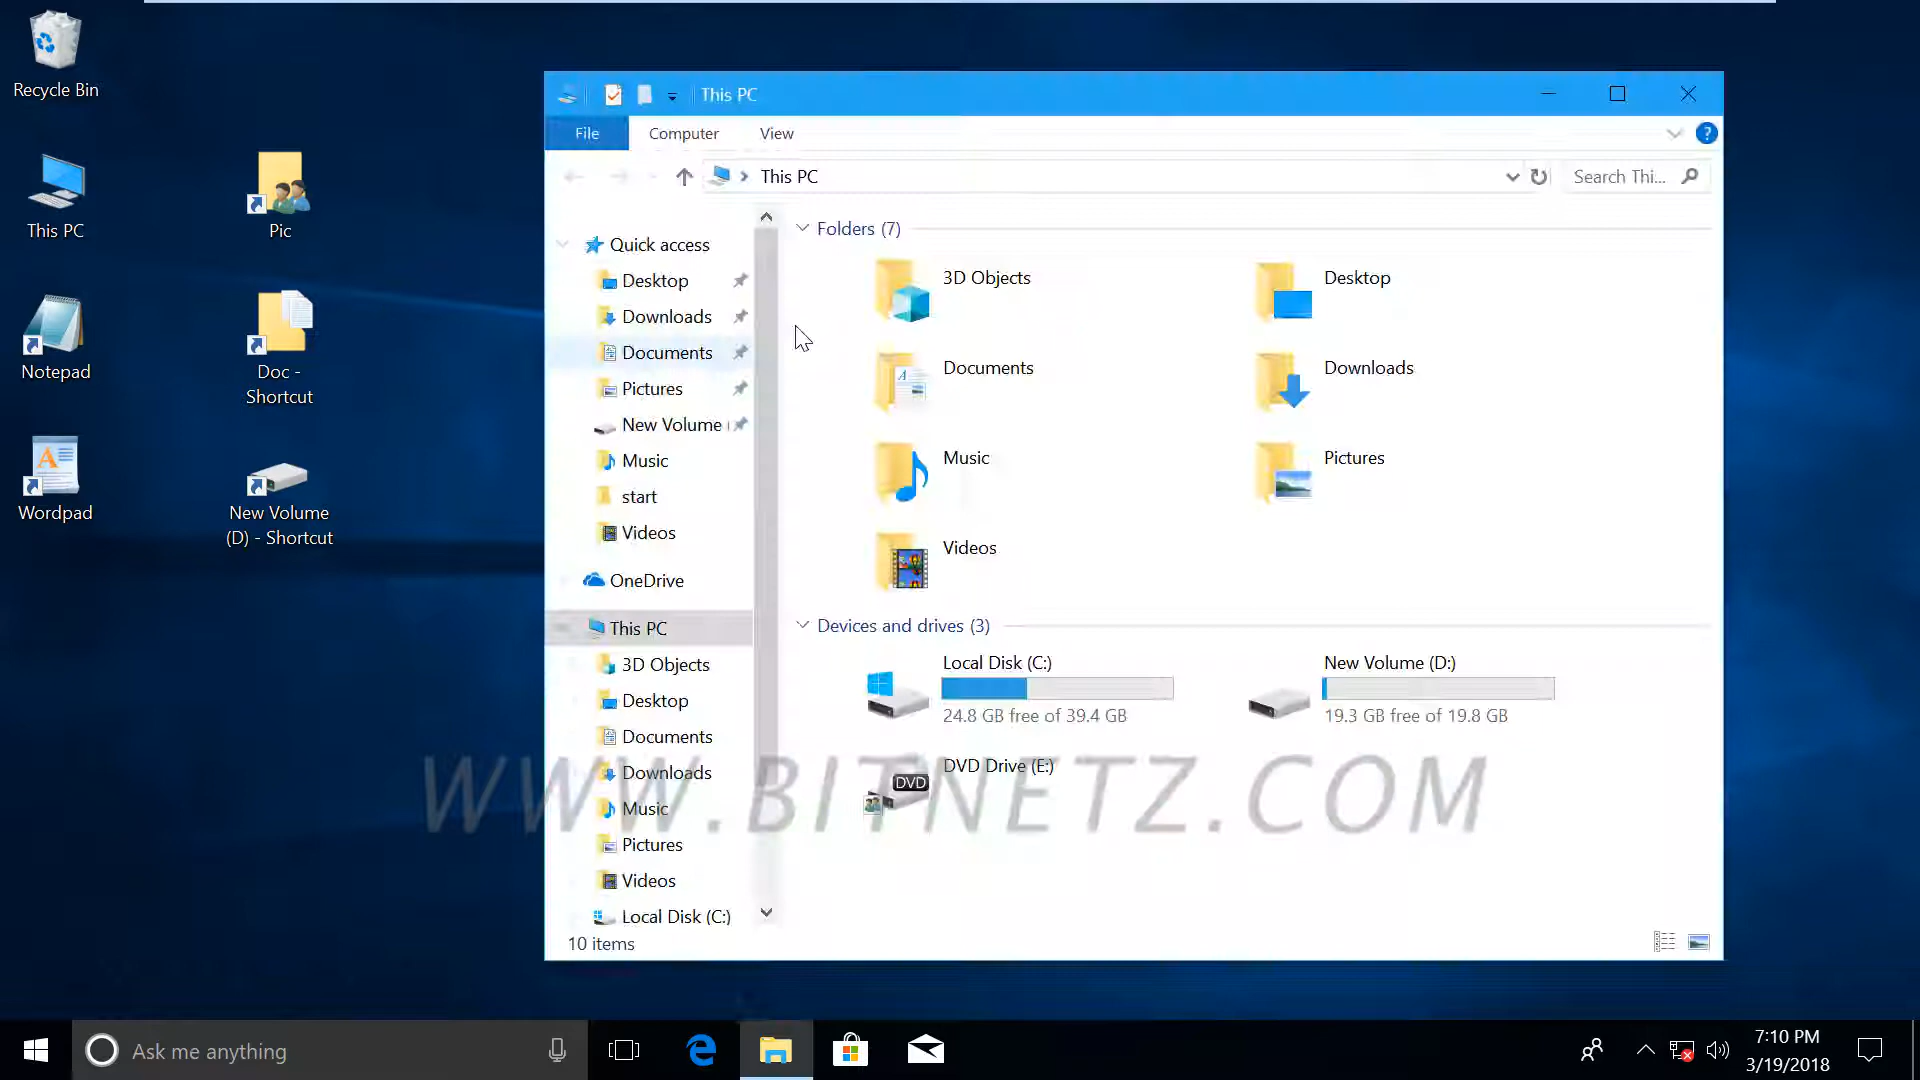 Recycle Bin
This PC
Pic
Notepad
Doc -
Shortcut
Wordpad
New Volume
(D) - Shortcut
This PC
File
Computer
View
?
This PC
Search Thi...
Quick access
Desktop
Downloads
Documents
Pictures
New Volume (
Music
start
Videos
OneDrive
This PC
3D Objects
Desktop
Documents
Downloads
Music
Pictures
Videos
Local Disk (C:)
Folders (7)
3D Objects
Desktop
Documents
Downloads
Music
Pictures
Videos
Devices and drives (3)
Local Disk (C:)
24.8 GB free of 39.4 GB
New Volume (D:)
19.3 GB free of 19.8 GB
DVD Drive (E:)
DVD
WWW.BITNETZ.COM
10 items
Ask me anything
7:10 PM
3/19/2018